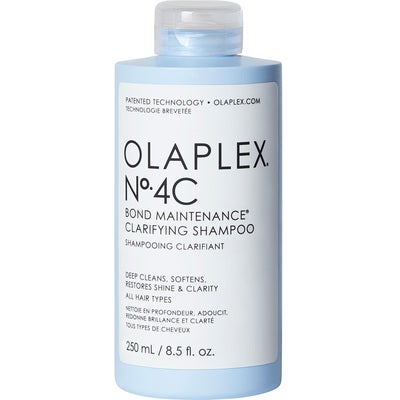 PATENTED TECHNOLOGY • OLAPLEX.COM
TECHNOLOGIE BREVETÉE
OLAPLEX®
Nº.4C
BOND MAINTENANCE®
CLARIFYING SHAMPOO
SHAMPOOING CLARIFIANT
DEEP CLEANS, SOFTENS,
RESTORES SHINE & CLARITY
ALL HAIR TYPES
NETTOIE EN PROFONDEUR, ADOUCIT,
REDONNE BRILLANCE ET CLARTÉ
TOUS TYPES DE CHEVEUX
250 mL / 8.5 fl. oz.